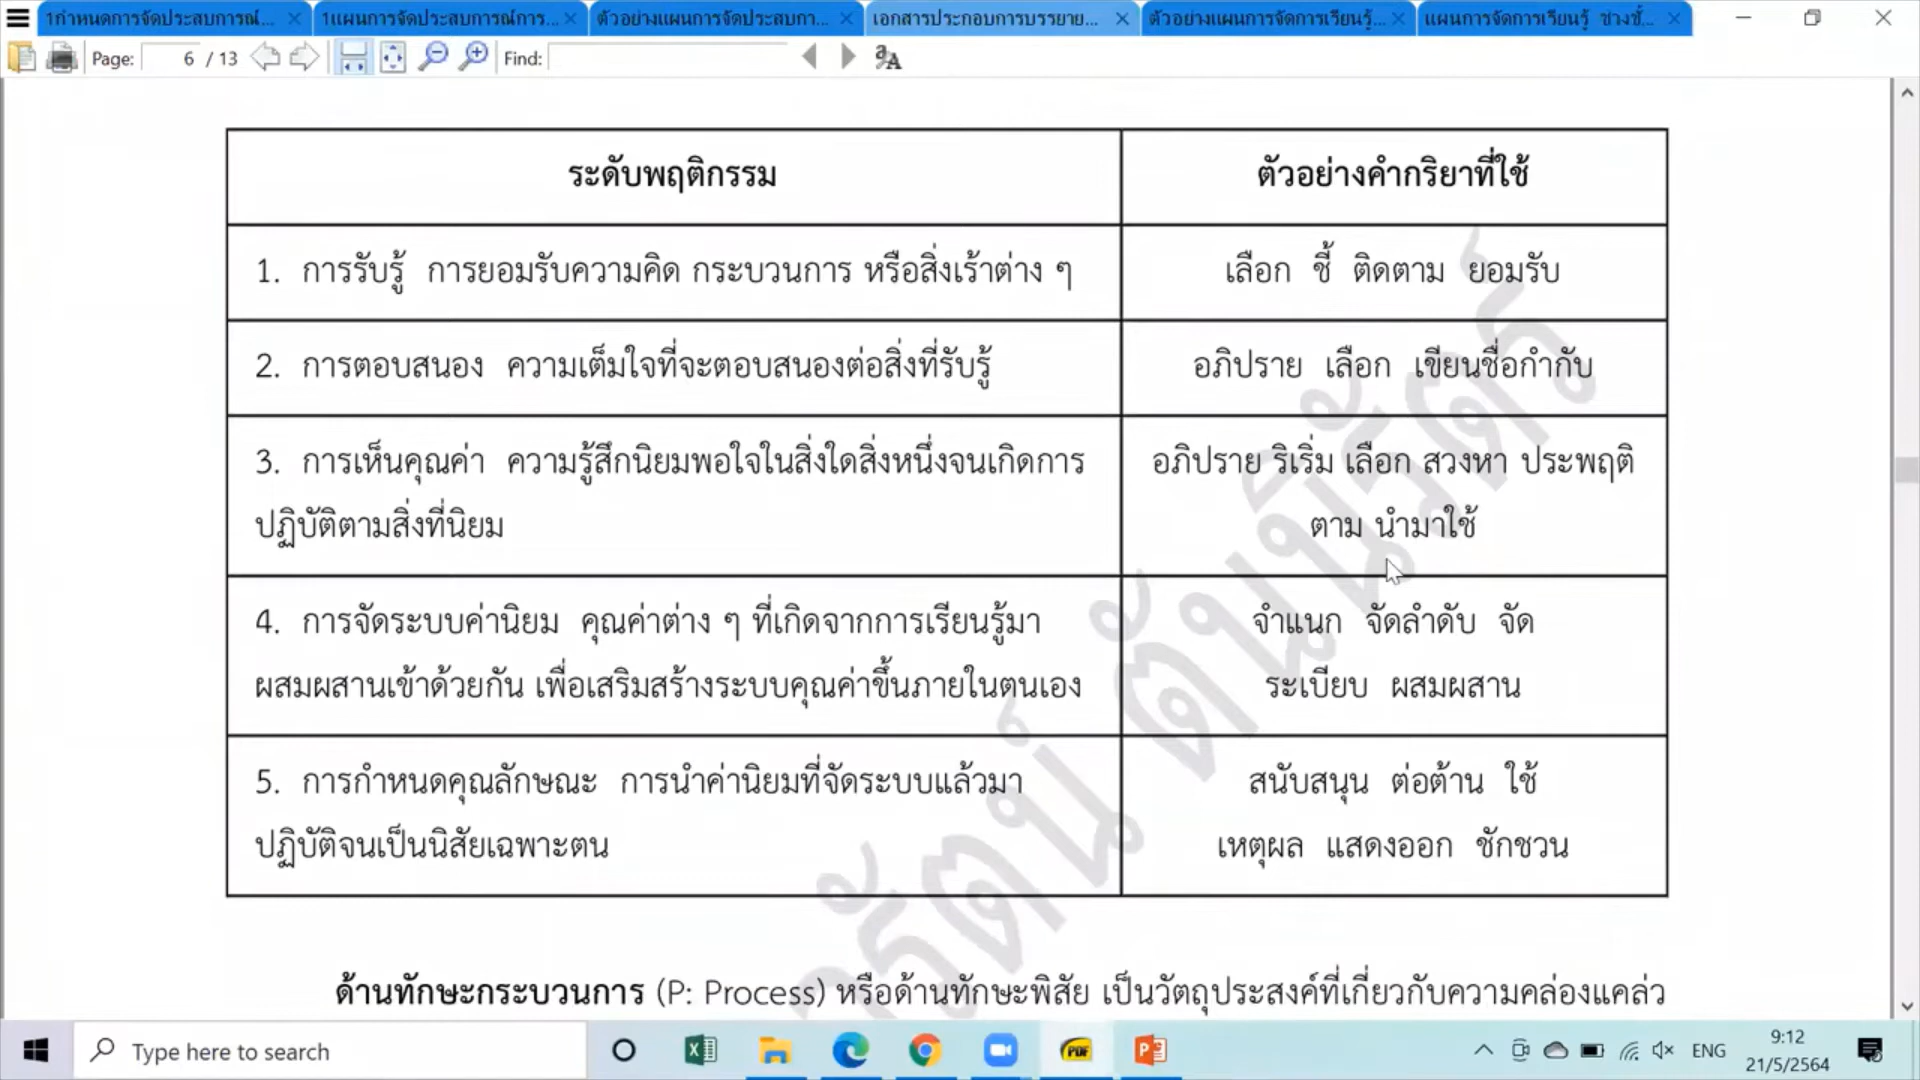 1กำหนดการจัดประสบการณ์... 1แผนการจัดประสบการณ์การ... ตัวอย่างแผนการจัดประสบกา... เอกสารประกอบการบรรยาย... ตัวอย่างแผนการจัดการเรียนรู้... แผนการจัดการเรียนรู้ ช่วงชั้...
Page: 6 / 13 Find:
ระดับพฤติกรรม ตัวอย่างคำกริยาที่ใช้
1. การรับรู้ การยอมรับความคิด กระบวนการ หรือสิ่งเร้าต่าง ๆ เลือก ชี้ ติดตาม ยอมรับ
2. การตอบสนอง ความเต็มใจที่จะตอบสนองต่อสิ่งที่รับรู้ อภิปราย เลือก เขียนชื่อกำกับ
3. การเห็นคุณค่า ความรู้สึกนิยมพอใจในสิ่งใดสิ่งหนึ่งจนเกิดการ
ปฏิบัติตามสิ่งที่นิยม
อภิปราย ริเริ่ม เลือก สวงหา ประพฤติ
ตาม นำมาใช้
4. การจัดระบบค่านิยม คุณค่าต่าง ๆ ที่เกิดจากการเรียนรู้มา
ผสมผสานเข้าด้วยกัน เพื่อเสริมสร้างระบบคุณค่าขึ้นภายในตนเอง
จำแนก จัดลำดับ จัด
ระเบียบ ผสมผสาน
5. การกำหนดคุณลักษณะ การนำค่านิยมที่จัดระบบแล้วมา
ปฏิบัติจนเป็นนิสัยเฉพาะตน
สนับสนุน ต่อต้าน ใช้
เหตุผล แสดงออก ชักชวน
ด้านทักษะกระบวนการ (P: Process) หรือด้านทักษะพิสัย เป็นวัตถุประสงค์ที่เกี่ยวกับความคล่องแคล่ว
รัตน์ ตันนิรัตร์
Type here to search
PDF
ENG
9:12
21/5/2564